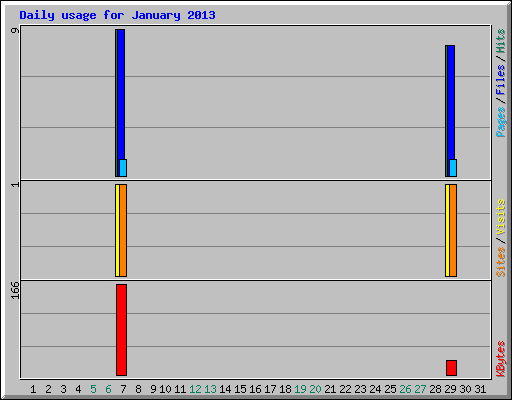 Daily usage for January 2013
9
1
166
Pages / Files / Hits
Sites / Visits
KBytes
1 2 3 4 5 6 7 8 9 10 11 12 13 14 15 16 17 18 19 20 21 22 23 24 25 26 27 28 29 30 31